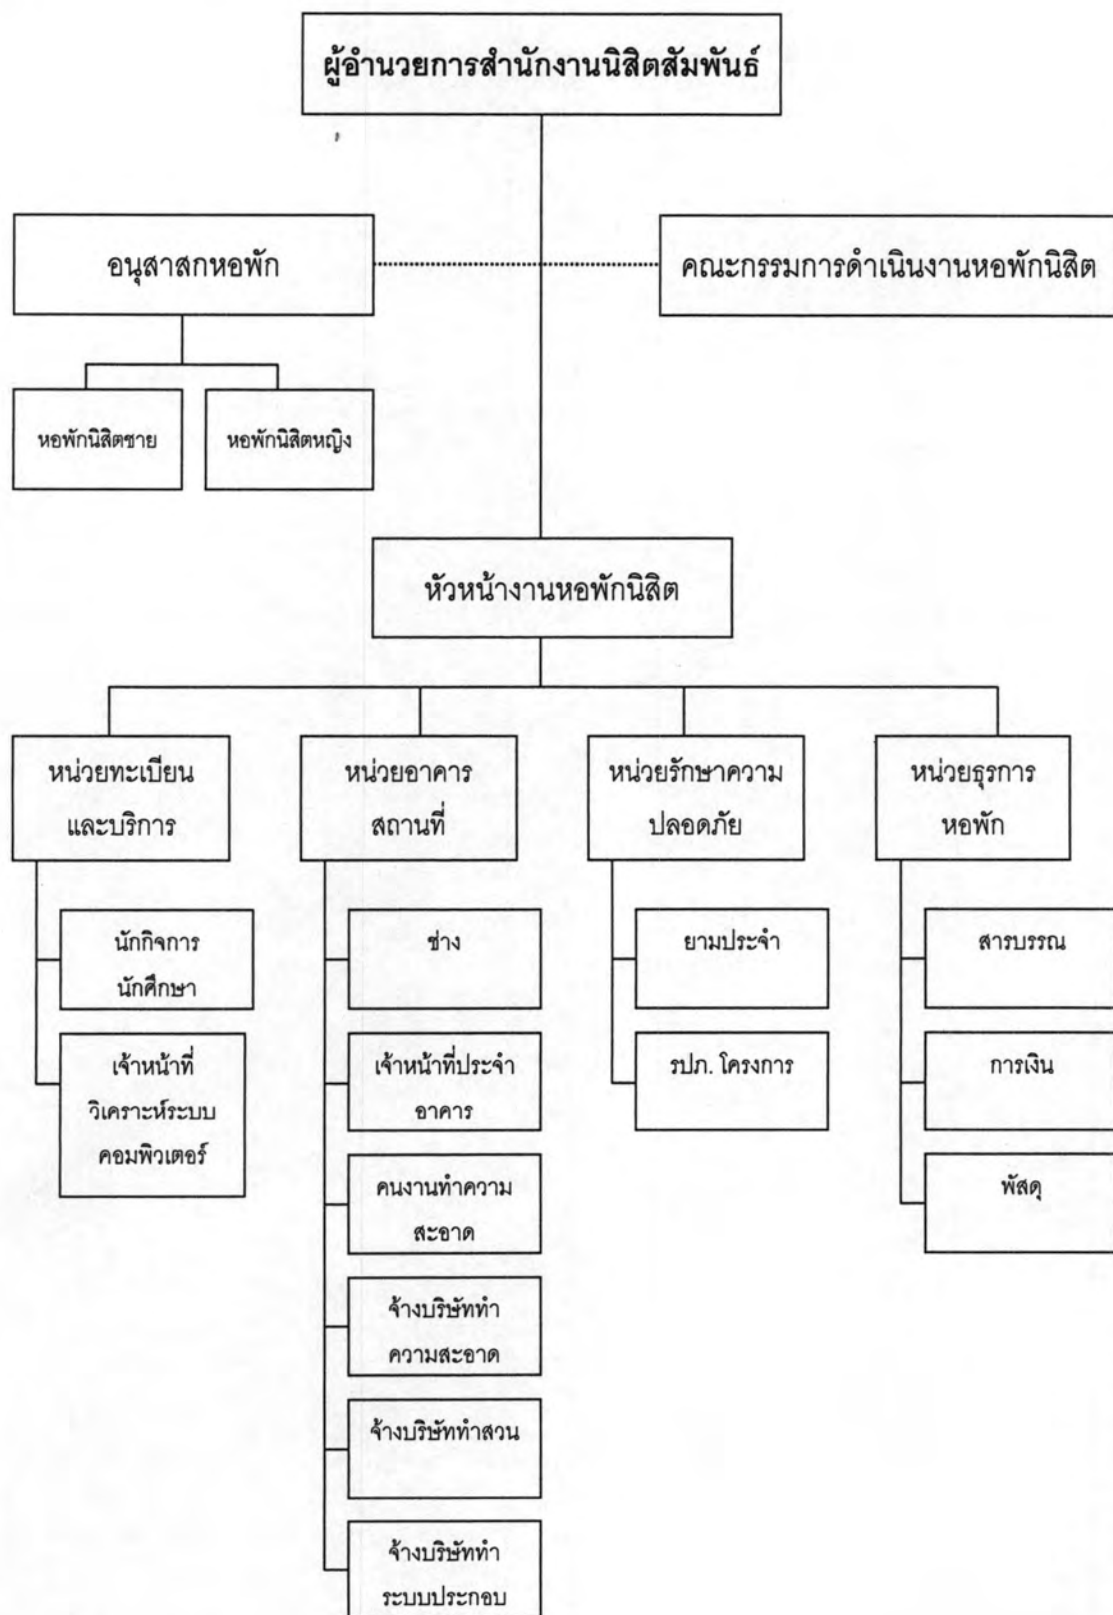 ผู้อำนวยการสำนักงานนิสิตสัมพันธ์
อนุสาสกหอพัก
คณะกรรมการดำเนินงานหอพักนิสิต
หอพักนิสิตชาย
หอพักนิสิตหญิง
หัวหน้างานหอพักนิสิต
หน่วยทะเบียน
และบริการ
นักกิจการ
นักศึกษา
เจ้าหน้าที่
วิเคราะห์ระบบ
คอมพิวเตอร์
หน่วยอาคาร
สถานที่
ช่าง
เจ้าหน้าที่ประจำ
อาคาร
คนงานทำความ
สะอาด
จ้างบริษัททำ
ความสะอาด
จ้างบริษัททำสวน
จ้างบริษัททำ
ระบบประกอบ
หน่วยรักษาความ
ปลอดภัย
ยามประจำ
รปภ. โครงการ
หน่วยธุรการ
หอพัก
สารบรรณ
การเงิน
พัสดุ